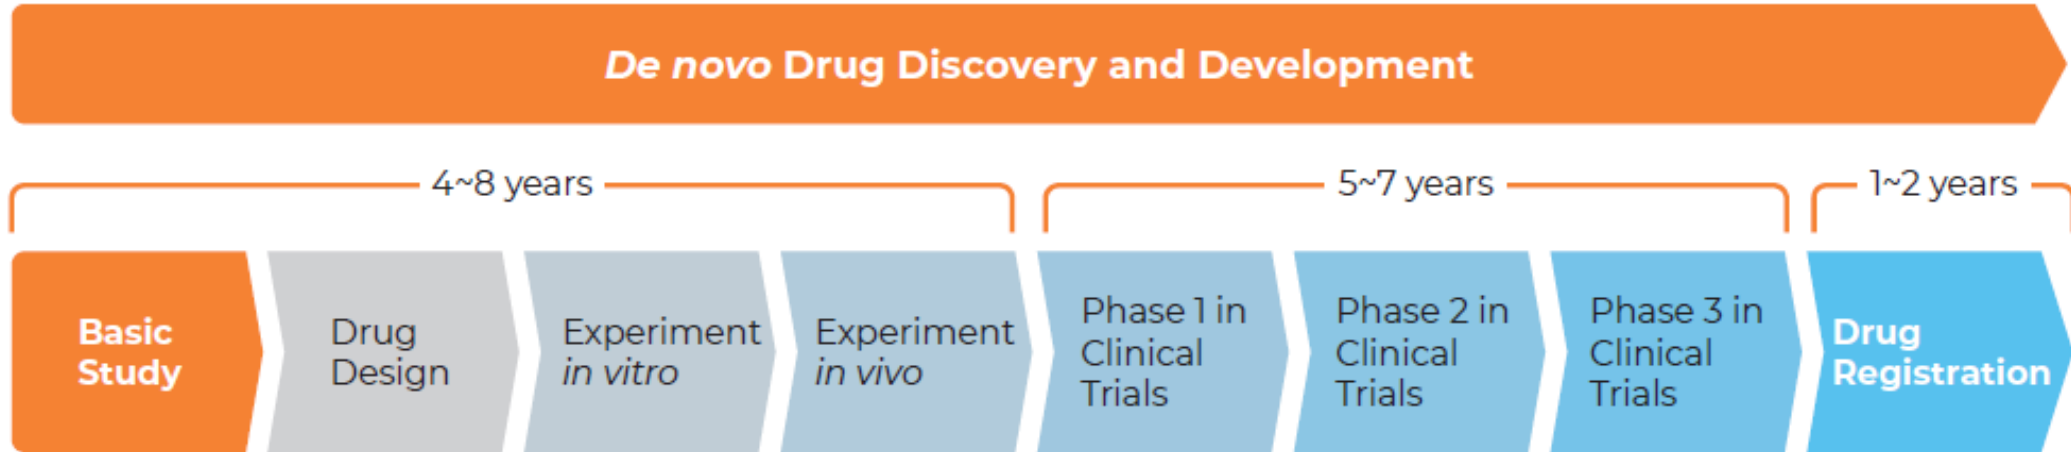 De novo Drug Discovery and Development
4~8 years
5~7 years
1~2 years
Basic
Study
Drug
Design
Experiment
in vitro
Experiment
in vivo
Phase 1 in
Clinical
Trials
Phase 2 in
Clinical
Trials
Phase 3 in
Clinical
Trials
Drug
Registration